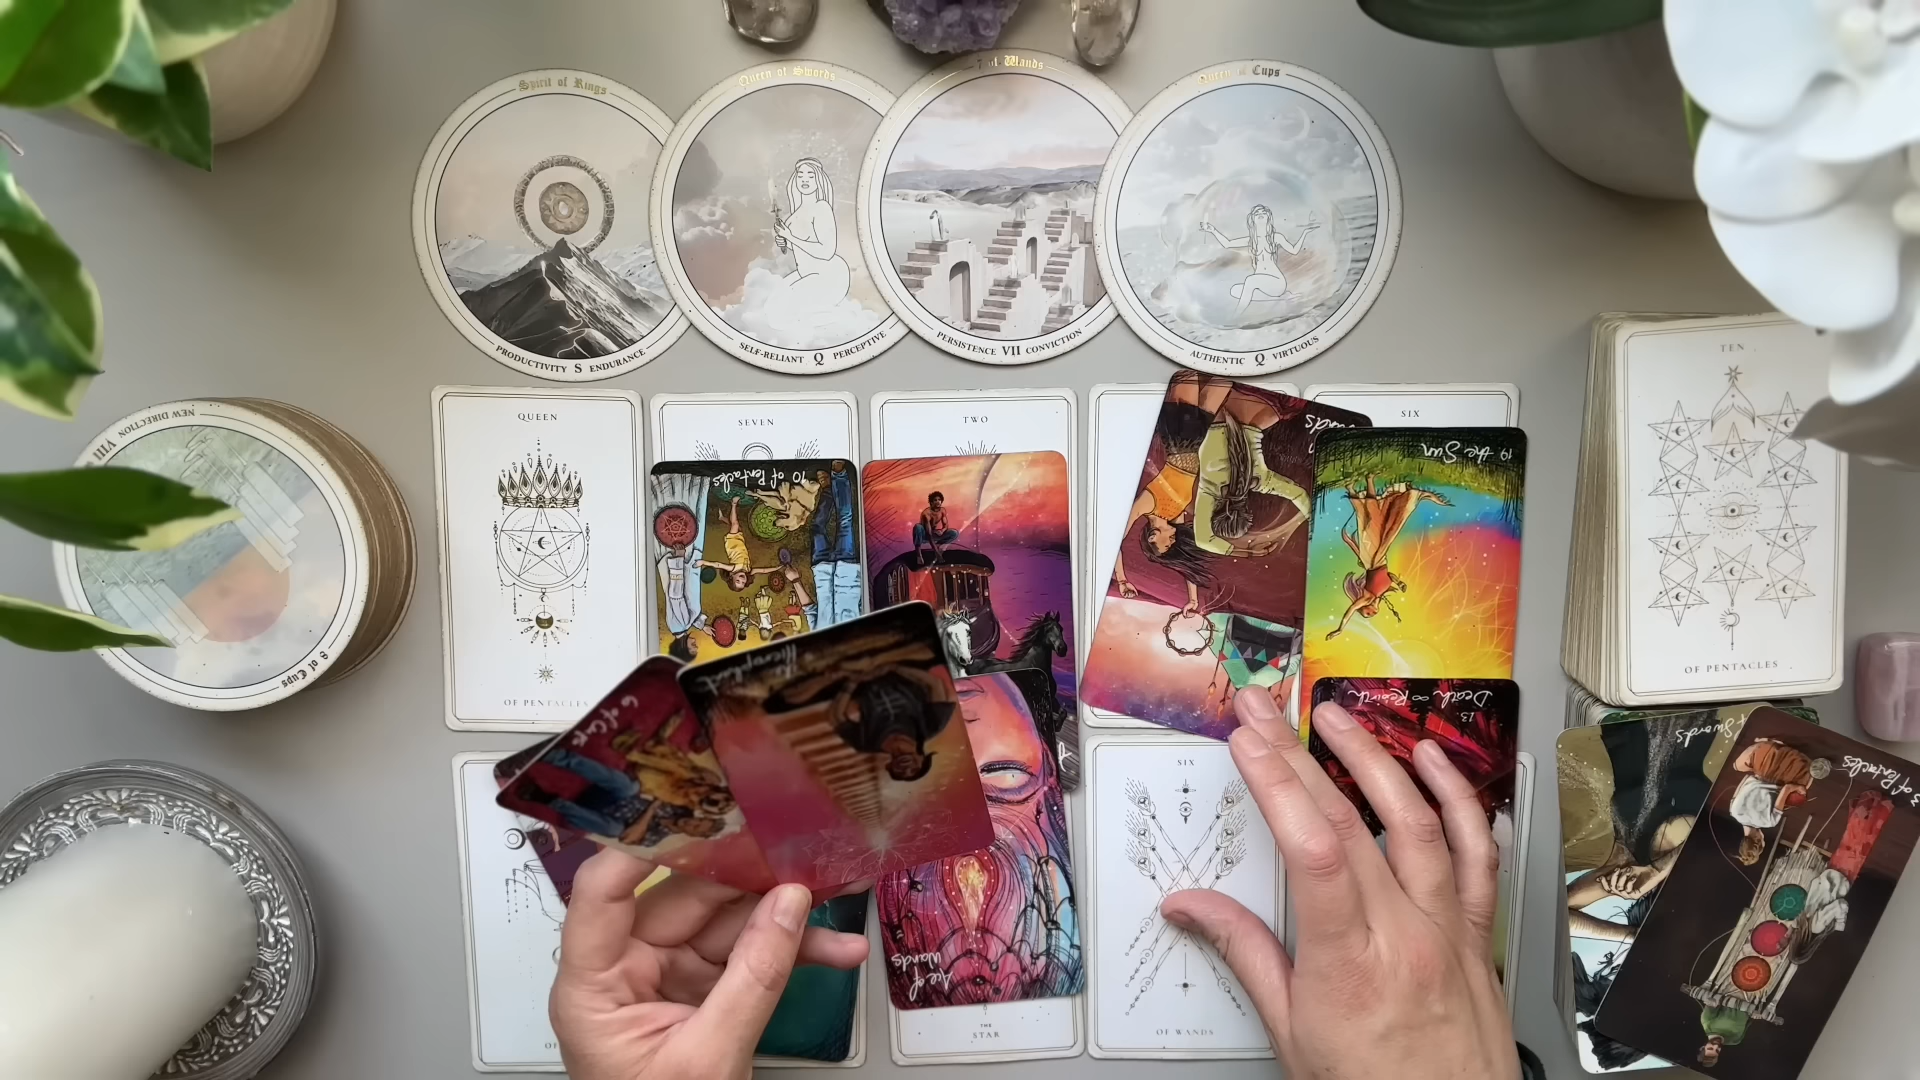 Spirit of Rings
PRODUCTIVITY S ENDURANCE
Queen of Swords
SELF-RELIANT Q PERCEPTIVE
7 of Wands
PERSISTENCE VII CONVICTION
Queen of Cups
AUTHENTIC Q VIRTUOUS
NEW DIRECTION VIII
8 of Cups
QUEEN
OF PENTACLES
SEVEN
TWO
SIX
TEN
OF PENTACLES
10 of Pentacles
19 the Sun
13.
Death ∞ Rebirth
6 of Cups
Hierophant
Ace of
Wands
THE
STAR
SIX
OF WANDS
Swords
3 of Pentacles